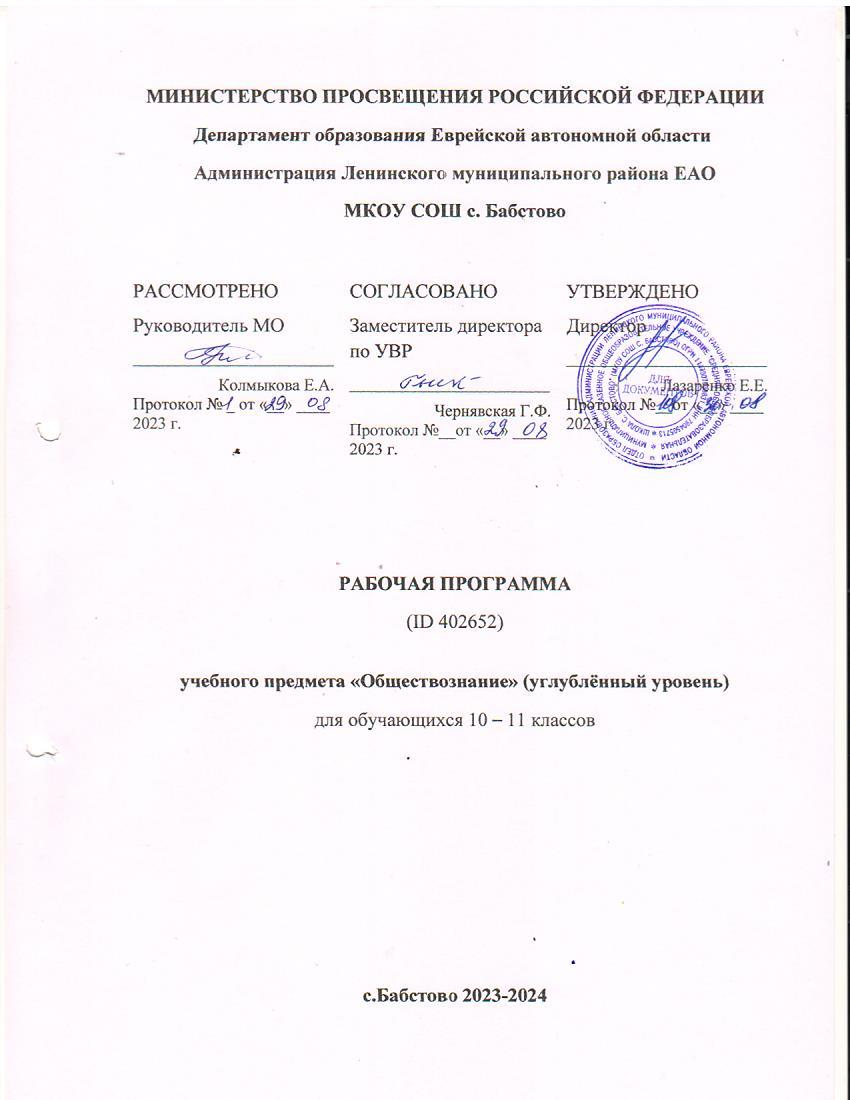 МИНИСТЕРСТВО ПРОСВЕЩЕНИЯ РОССИЙСКОЙ ФЕДЕРАЦИИ
Департамент образования Еврейской автономной области
Администрация Ленинского муниципального района ЕАО
МКОУ СОШ с. Бабстово
РАССМОТРЕНО
Руководитель МО
Колмыкова Е.А.
Протокол №1 от «29» 08
2023 г.
СОГЛАСОВАНО
Заместитель директора
по УВР
Чернявская Г.Ф.
Протокол №__от «29» 08
2023 г.
УТВЕРЖДЕНО
Директор
Лазаренко Е.Е.
Протокол № от « » 08
2023
ДЛЯ
ДОКУМЕНТОВ
РАБОЧАЯ ПРОГРАММА
(ID 402652)
учебного предмета «Обществознание» (углублённый уровень)
для обучающихся 10 – 11 классов
с.Бабстово 2023-2024